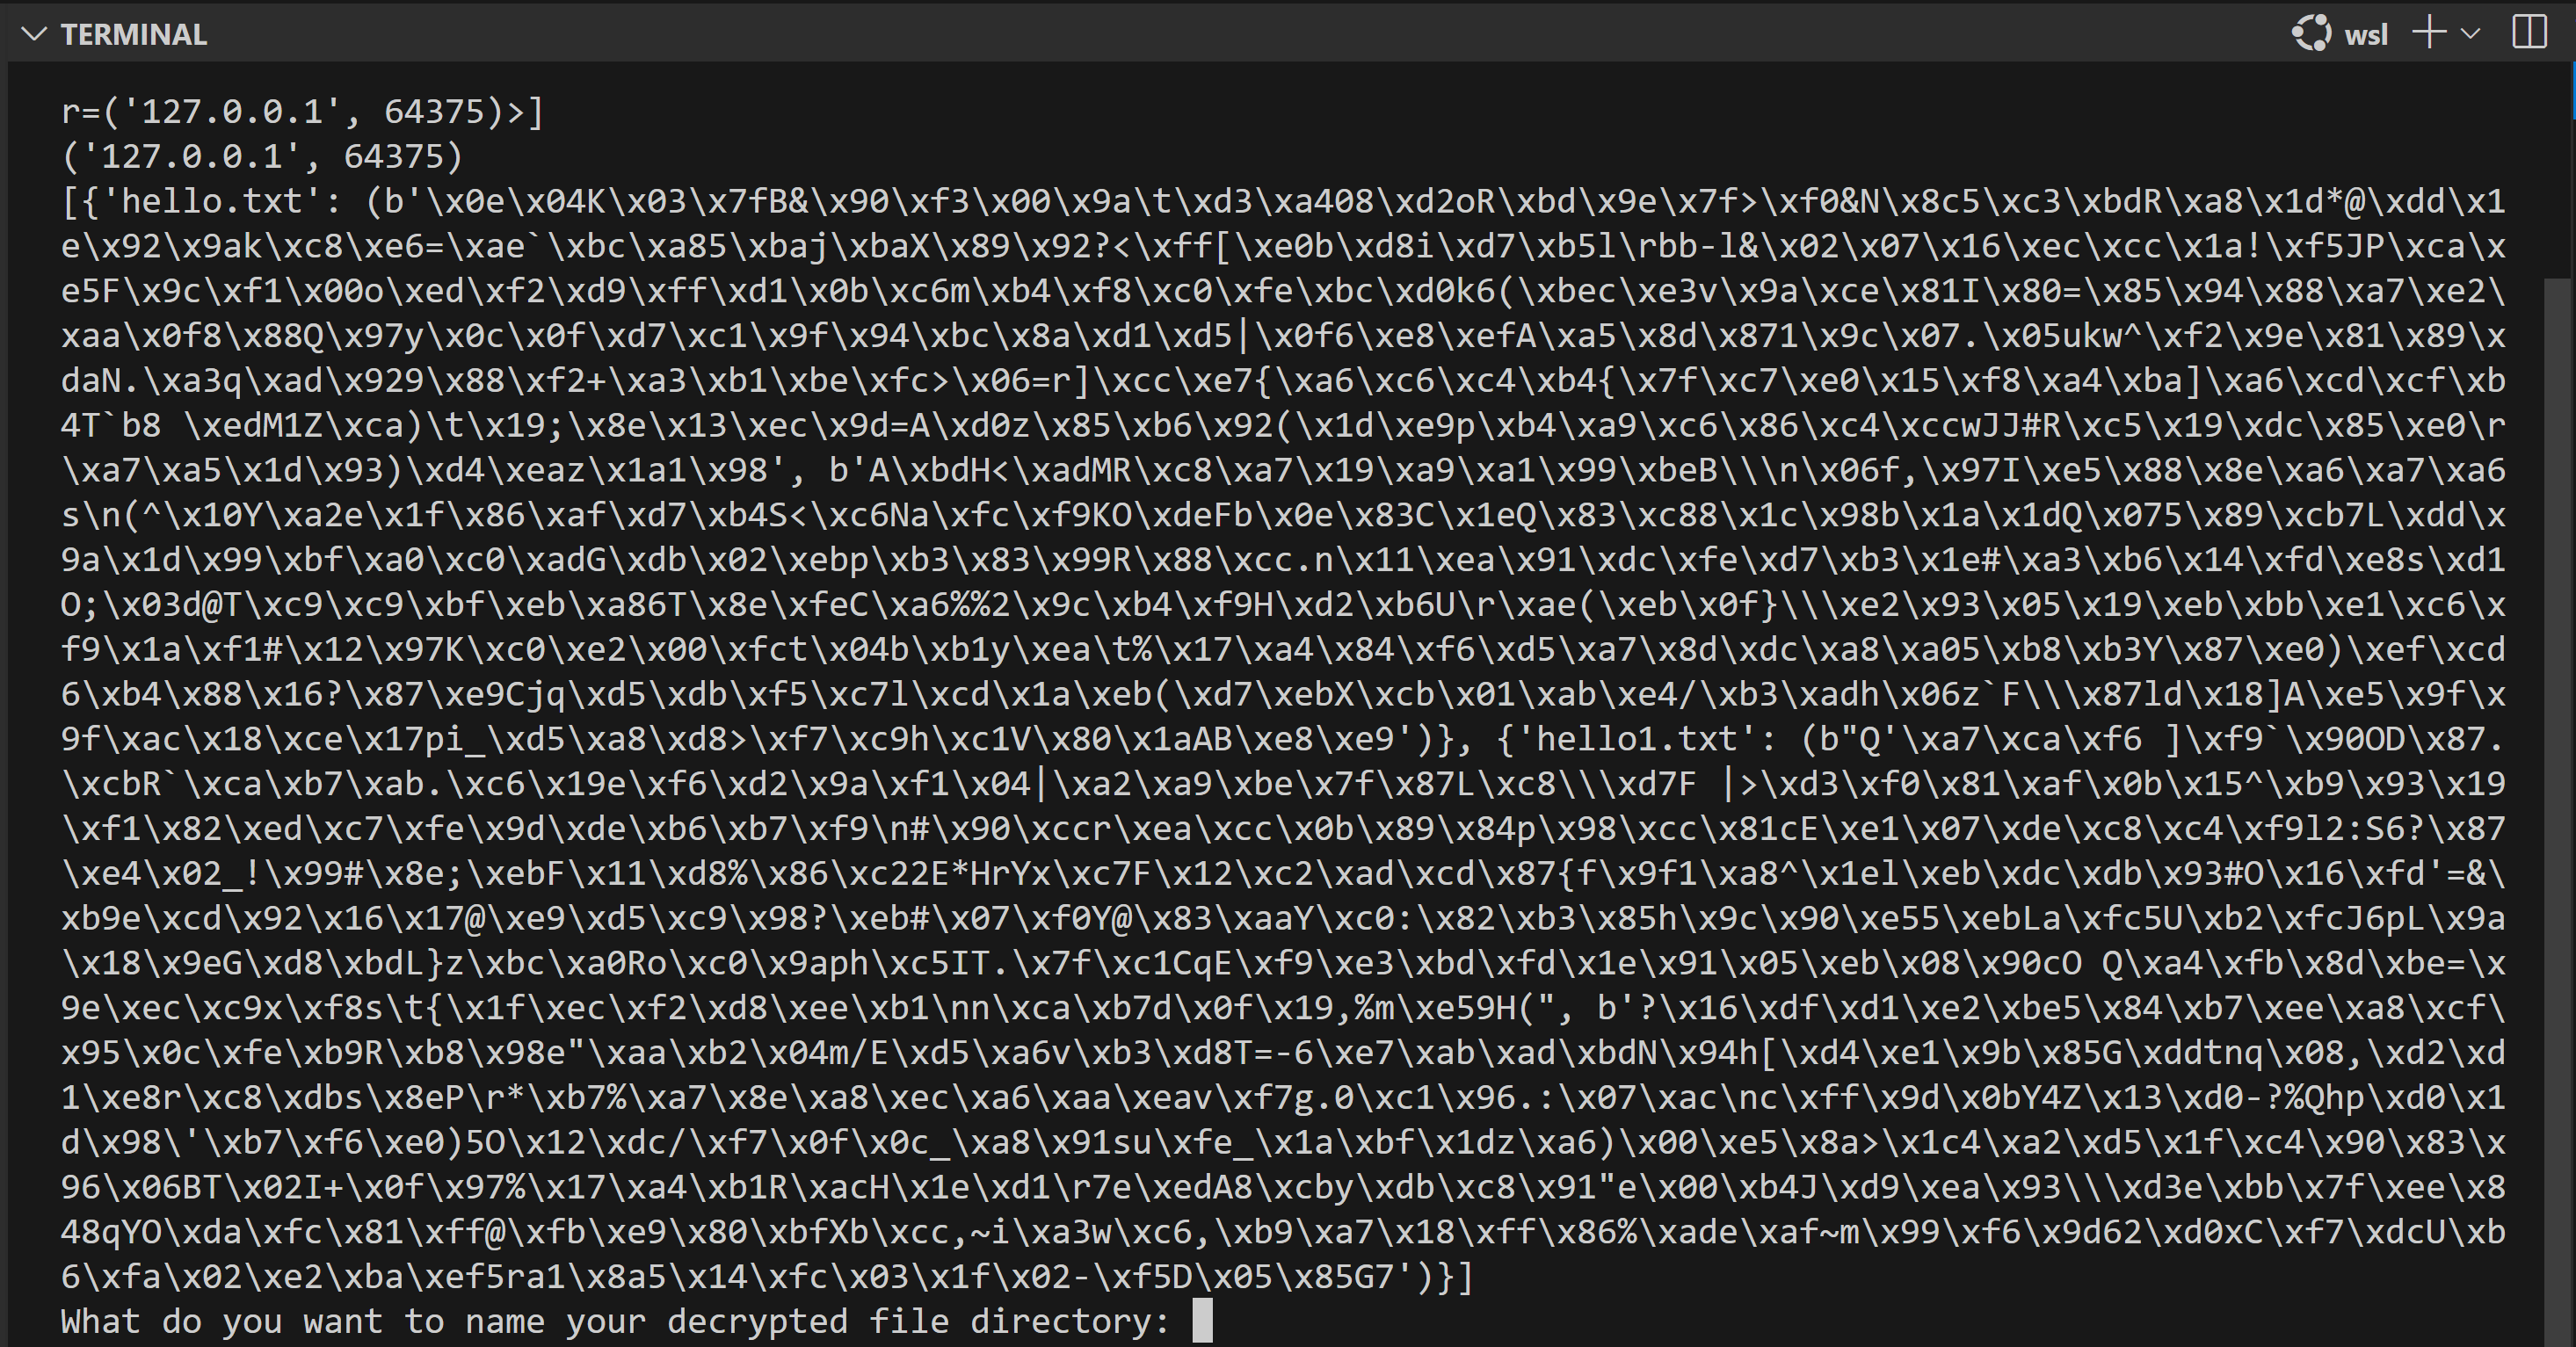 TERMINAL
wsl
r=('127.0.0.1', 64375)>]
('127.0.0.1', 64375)
[{'hello.txt': (b'\x0e\x04K\x03\x7fB&\x90\xf3\x00\x9a\t\xd3\xa408\xd2oR\xbd\x9e\x7f>\xf0&N\x8c5\xc3\xbdR\xa8\x1d*@\xdd\x1
e\x92\x9ak\xc8\xe6=\xae`\xbc\xa85\xbaj\xbaX\x89\x92?<\xff[\xe0b\xd8i\xd7\xb5l\rbb-l&\x02\x07\x16\xec\xcc\x1a!\xf5JP\xca\x
e5F\x9c\xf1\x00o\xed\xf2\xd9\xff\xd1\x0b\xc6m\xb4\xf8\xc0\xfe\xbc\xd0k6(\xbec\xe3v\x9a\xce\x81I\x80=\x85\x94\x88\xa7\xe2\
xaa\x0f8\x88Q\x97y\x0c\x0f\xd7\xc1\x9f\x94\xbc\x8a\xd1\xd5|\x0f6\xe8\xefA\xa5\x8d\x871\x9c\x07.\x05ukw^\xf2\x9e\x81\x89\x
daN.\xa3q\xad\x929\x88\xf2+\xa3\xb1\xbe\xfc>\x06=r]\xcc\xe7{\xa6\xc6\xc4\xb4{\x7f\xc7\xe0\x15\xf8\xa4\xba]\xa6\xcd\xcf\xb
4T`b8 \xedM1Z\xca)\t\x19;\x8e\x13\xec\x9d=A\xd0z\x85\xb6\x92(\x1d\xe9p\xb4\xa9\xc6\x86\xc4\xccwJJ#R\xc5\x19\xdc\x85\xe0\r
\xa7\xa5\x1d\x93)\xd4\xeaz\x1a1\x98', b'A\xbdH<\xadMR\xc8\xa7\x19\xa9\xa1\x99\xbeB\\\n\x06f,\x97I\xe5\x88\x8e\xa6\xa7\xa6
s\n(^\x10Y\xa2e\x1f\x86\xaf\xd7\xb4S<\xc6Na\xfc\xf9KO\xdeFb\x0e\x83C\x1eQ\x83\xc88\x1c\x98b\x1a\x1dQ\x075\x89\xcb7L\xdd\x
9a\x1d\x99\xbf\xa0\xc0\xadG\xdb\x02\xebp\xb3\x83\x99R\x88\xcc.n\x11\xea\x91\xdc\xfe\xd7\xb3\x1e#\xa3\xb6\x14\xfd\xe8s\xd1
O;\x03d@T\xc9\xc9\xbf\xeb\xa86T\x8e\xfeC\xa6%%2\x9c\xb4\xf9H\xd2\xb6U\r\xae(\xeb\x0f}\\\xe2\x93\x05\x19\xeb\xbb\xe1\xc6\x
f9\x1a\xf1#\x12\x97K\xc0\xe2\x00\xfct\x04b\xb1y\xea\t%\x17\xa4\x84\xf6\xd5\xa7\x8d\xdc\xa8\xa05\xb8\xb3Y\x87\xe0)\xef\xcd
6\xb4\x88\x16?\x87\xe9Cjq\xd5\xdb\xf5\xc7l\xcd\x1a\xeb(\xd7\xebX\xcb\x01\xab\xe4/\xb3\xadh\x06z`F\\\x87ld\x18]A\xe5\x9f\x
9f\xac\x18\xce\x17pi_\xd5\xa8\xd8>\xf7\xc9h\xc1V\x80\x1aAB\xe8\xe9')}, {'hello1.txt': (b"Q'\xa7\xca\xf6 ]\xf9`\x90OD\x87.
\xcbR`\xca\xb7\xab.\xc6\x19e\xf6\xd2\x9a\xf1\x04|\xa2\xa9\xbe\x7f\x87L\xc8\\\xd7F |>\xd3\xf0\x81\xaf\x0b\x15^\xb9\x93\x19
\xf1\x82\xed\xc7\xfe\x9d\xde\xb6\xb7\xf9\n#\x90\xccr\xea\xcc\x0b\x89\x84p\x98\xcc\x81cE\xe1\x07\xde\xc8\xc4\xf9l2:S6?\x87
\xe4\x02_!\x99#\x8e;\xebF\x11\xd8%\x86\xc22E*HrYx\xc7F\x12\xc2\xad\xcd\x87{f\x9f1\xa8^\x1el\xeb\xdc\xdb\x93#O\x16\xfd'=&\
xb9e\xcd\x92\x16\x17@\xe9\xd5\xc9\x98?\xeb#\x07\xf0Y@\x83\xaaY\xc0:\x82\xb3\x85h\x9c\x90\xe55\xebLa\xfc5U\xb2\xfcJ6pL\x9a
\x18\x9eG\xd8\xbdL}z\xbc\xa0Ro\xc0\x9aph\xc5IT.\x7f\xc1CqE\xf9\xe3\xbd\xfd\x1e\x91\x05\xeb\x08\x90cO Q\xa4\xfb\x8d\xbe=\x
9e\xec\xc9x\xf8s\t{\x1f\xec\xf2\xd8\xee\xb1\nn\xca\xb7d\x0f\x19,%m\xe59H(", b'?\x16\xdf\xd1\xe2\xbe5\x84\xb7\xee\xa8\xcf\
x95\x0c\xfe\xb9R\xb8\x98e"\xaa\xb2\x04m/E\xd5\xa6v\xb3\xd8T=-6\xe7\xab\xad\xbdN\x94h[\xd4\xe1\x9b\x85G\xddtnq\x08,\xd2\xd
1\xe8r\xc8\xdbs\x8eP\r*\xb7%\xa7\x8e\xa8\xec\xa6\xaa\xeav\xf7g.0\xc1\x96.:\x07\xac\nc\xff\x9d\x0bY4Z\x13\xd0-?%Qhp\xd0\x1
d\x98\'\xb7\xf6\xe0)5O\x12\xdc/\xf7\x0f\x0c_\xa8\x91su\xfe_\x1a\xbf\x1dz\xa6)\x00\xe5\x8a>\x1c4\xa2\xd5\x1f\xc4\x90\x83\x
96\x06BT\x02I+\x0f\x97%\x17\xa4\xb1R\xacH\x1e\xd1\r7e\xedA8\xcby\xdb\xc8\x91"e\x00\xb4J\xd9\xea\x93\\\xd3e\xbb\x7f\xee\x8
48qYO\xda\xfc\x81\xff@\xfb\xe9\x80\xbfXb\xcc,~i\xa3w\xc6,\xb9\xa7\x18\xff\x86%\xade\xaf~m\x99\xf6\x9d62\xd0xC\xf7\xdcU\xb
6\xfa\x02\xe2\xba\xef5ra1\x8a5\x14\xfc\x03\x1f\x02-\xf5D\x05\x85G7')}]
What do you want to name your decrypted file directory: